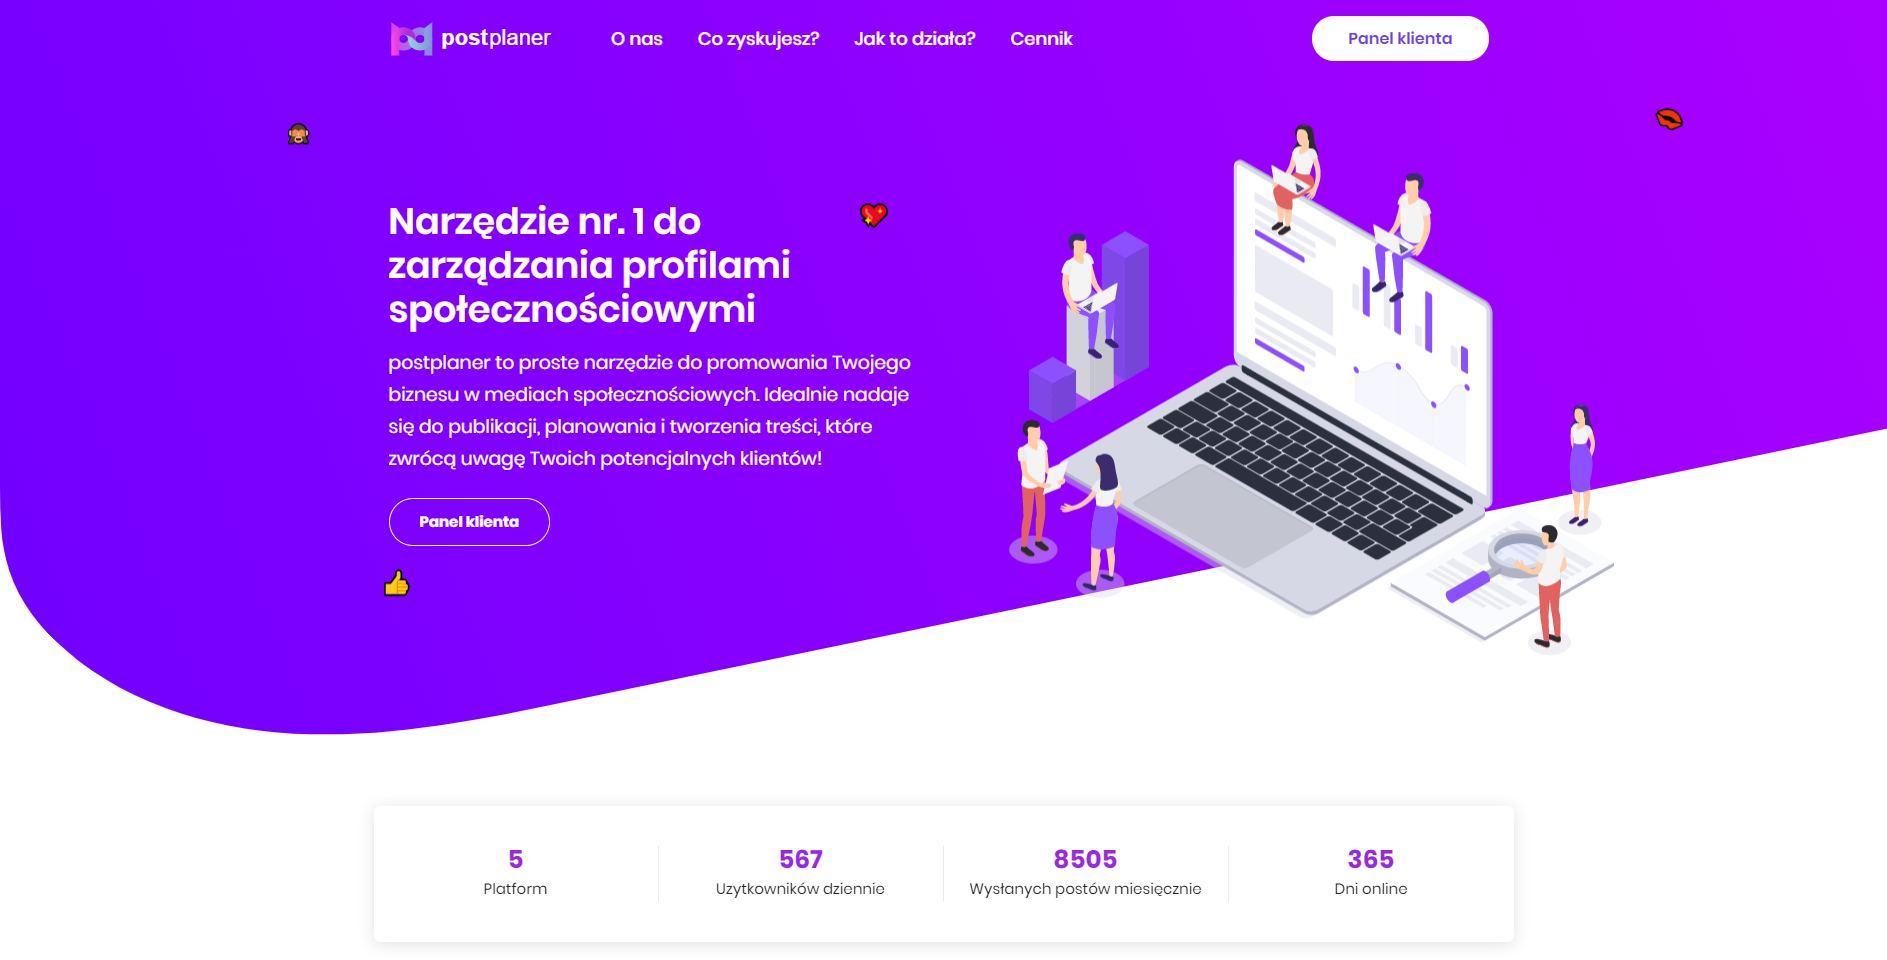 postplaner
O nas
Co zyskujesz?
Jak to działa?
Cennik
Panel klienta
Narzędzie nr. 1 do
zarządzania profilami
społecznościowymi
postplaner to proste narzędzie do promowania Twojego
biznesu w mediach społecznościowych. Idealnie nadaje
się do publikacji, planowania i tworzenia treści, które
zwrócą uwagę Twoich potencjalnych klientów!
Panel klienta
5
Platform
567
Uzytkowników dziennie
8505
Wysłanych postów miesięcznie
365
Dni online